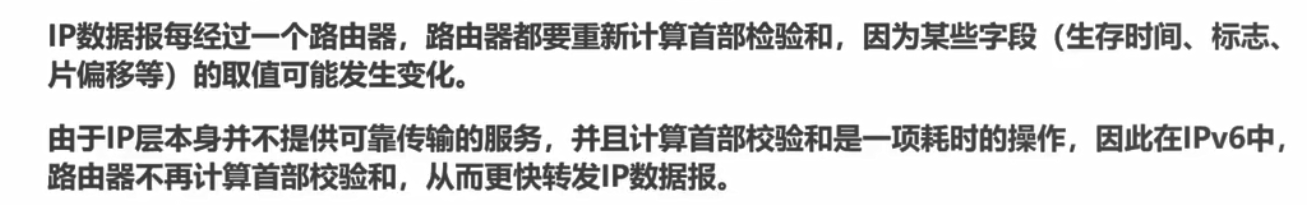 IP数据报每经过一个路由器，路由器都要重新计算首部检验和，因为某些字段（生存时间、标志、
片偏移等）的取值可能发生变化。
由于IP层本身并不提供可靠传输的服务，并且计算首部校验和是一项耗时的操作，因此在IPv6中，
路由器不再计算首部校验和，从而更快转发IP数据报。